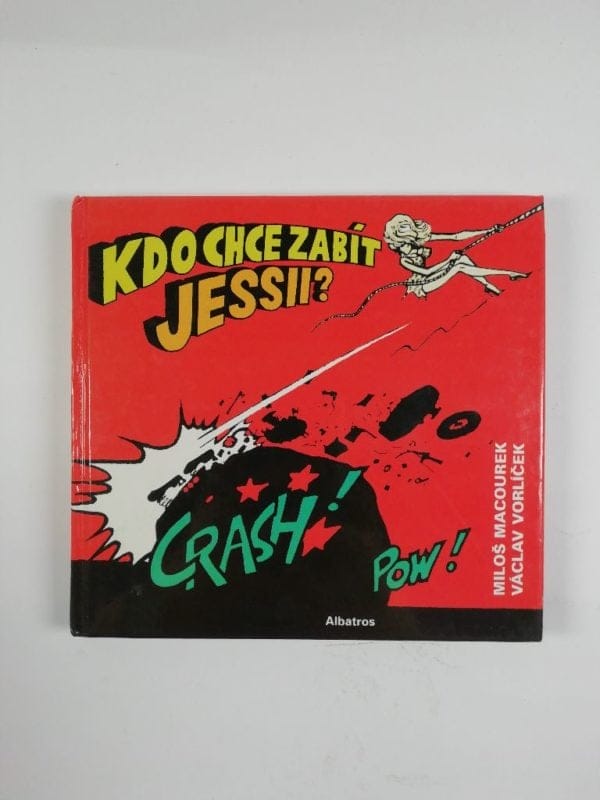 KDO CHCE ZABÍT
JESSII?
CRASH!
POW!
MILOŠ MACOUREK
VÁCLAV VORLÍČEK
Albatros